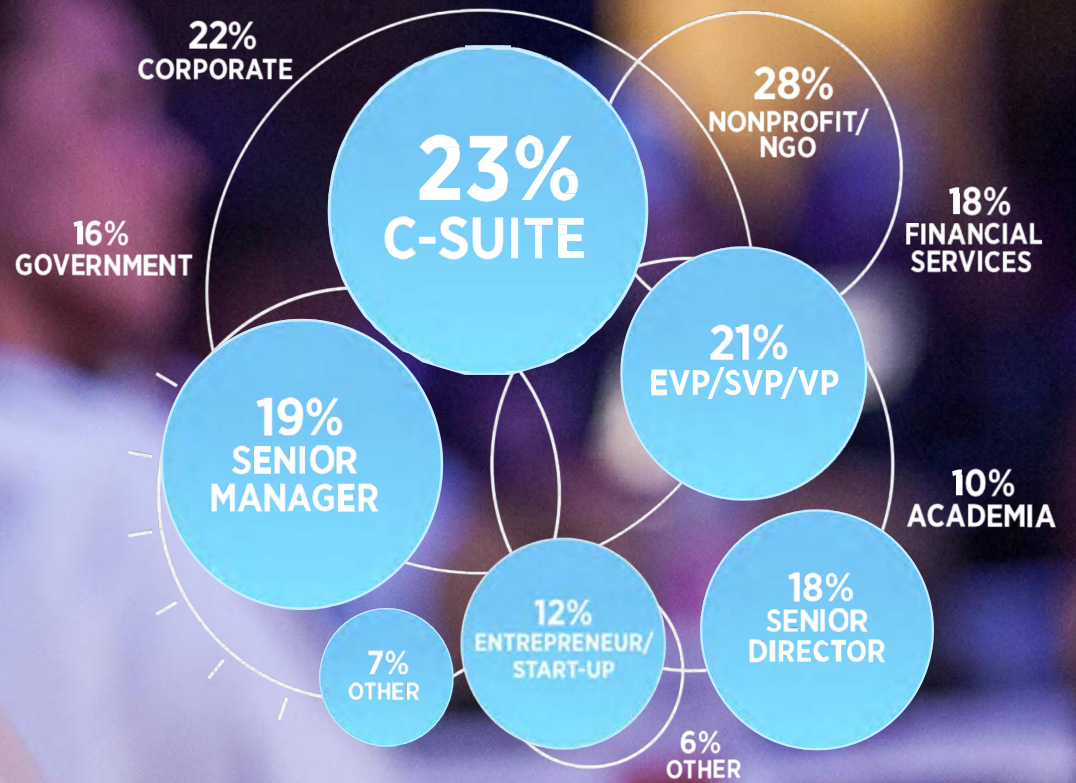 22%
CORPORATE
23%
C-SUITE
28%
NONPROFIT/
NGO
16%
GOVERNMENT
18%
FINANCIAL
SERVICES
21%
EVP/SVP/VP
19%
SENIOR
MANAGER
10%
ACADEMIA
12%
ENTREPRENEUR/
START-UP
18%
SENIOR
DIRECTOR
7%
OTHER
6%
OTHER